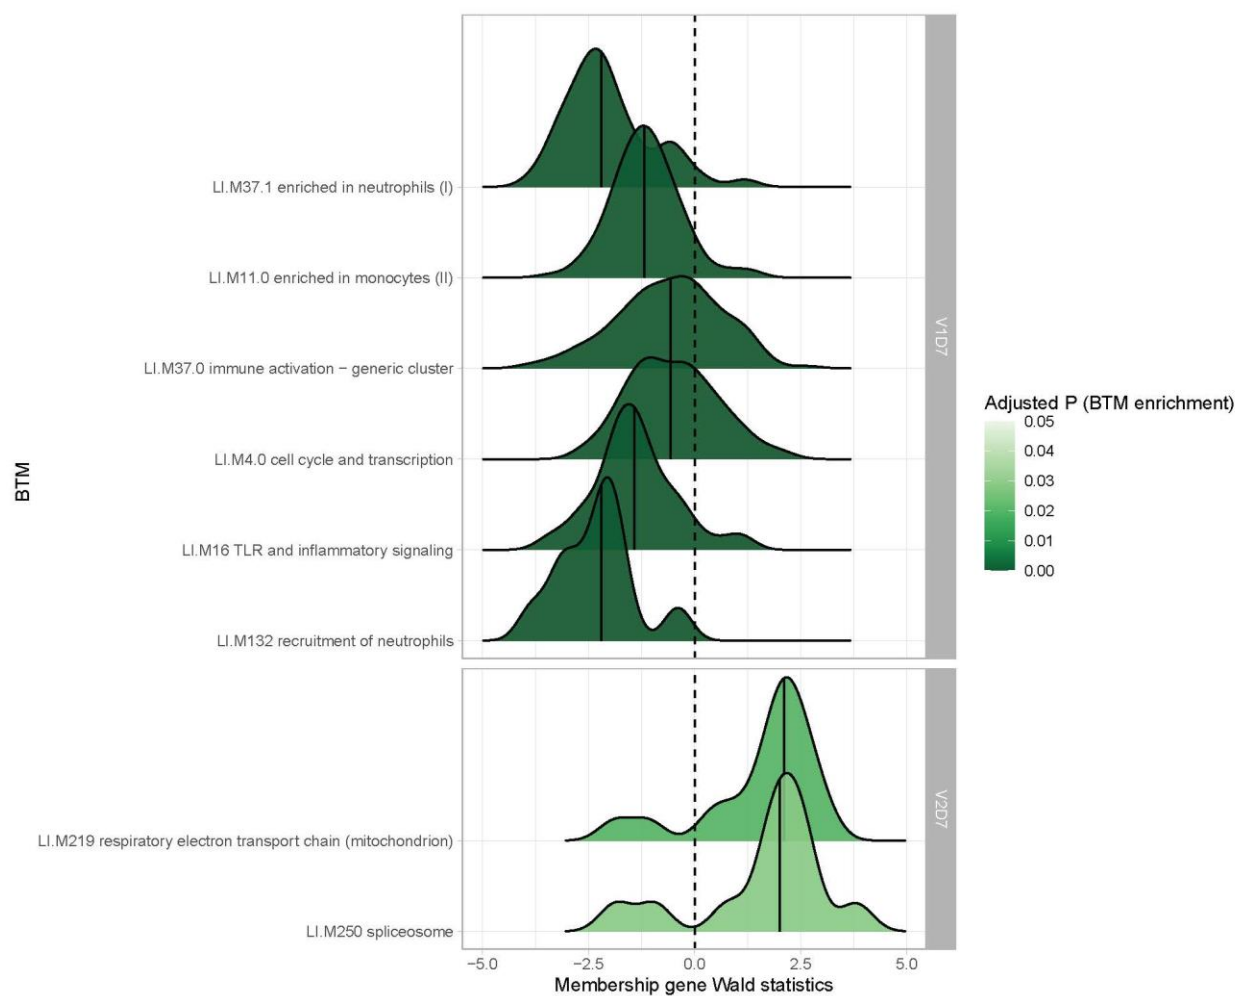 LI.M37.1 enriched in neutrophils (I)
LI.M11.0 enriched in monocytes (II)
LI.M37.0 immune activation − generic cluster
LI.M4.0 cell cycle and transcription
LI.M16 TLR and inflammatory signaling
LI.M132 recruitment of neutrophils
V1D7
BTM
LI.M219 respiratory electron transport chain (mitochondrion)
LI.M250 spliceosome
V2D7
−5.0 −2.5 0.0 2.5 5.0
Membership gene Wald statistics
Adjusted P (BTM enrichment)
0.05
0.04
0.03
0.02
0.01
0.00